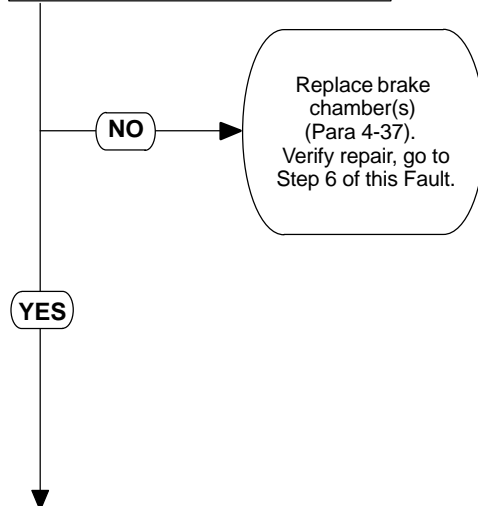 NO
Replace brake
chamber(s)
(Para 4-37).
Verify repair, go to
Step 6 of this Fault.
YES